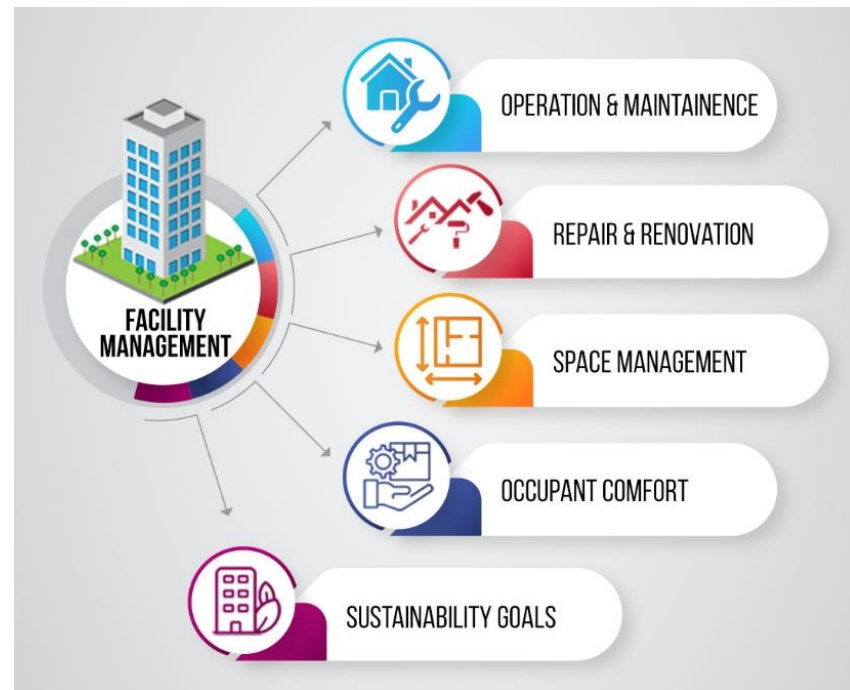 FACILITY
MANAGEMENT
OPERATION & MAINTAINENCE
REPAIR & RENOVATION
SPACE MANAGEMENT
OCCUPANT COMFORT
SUSTAINABILITY GOALS